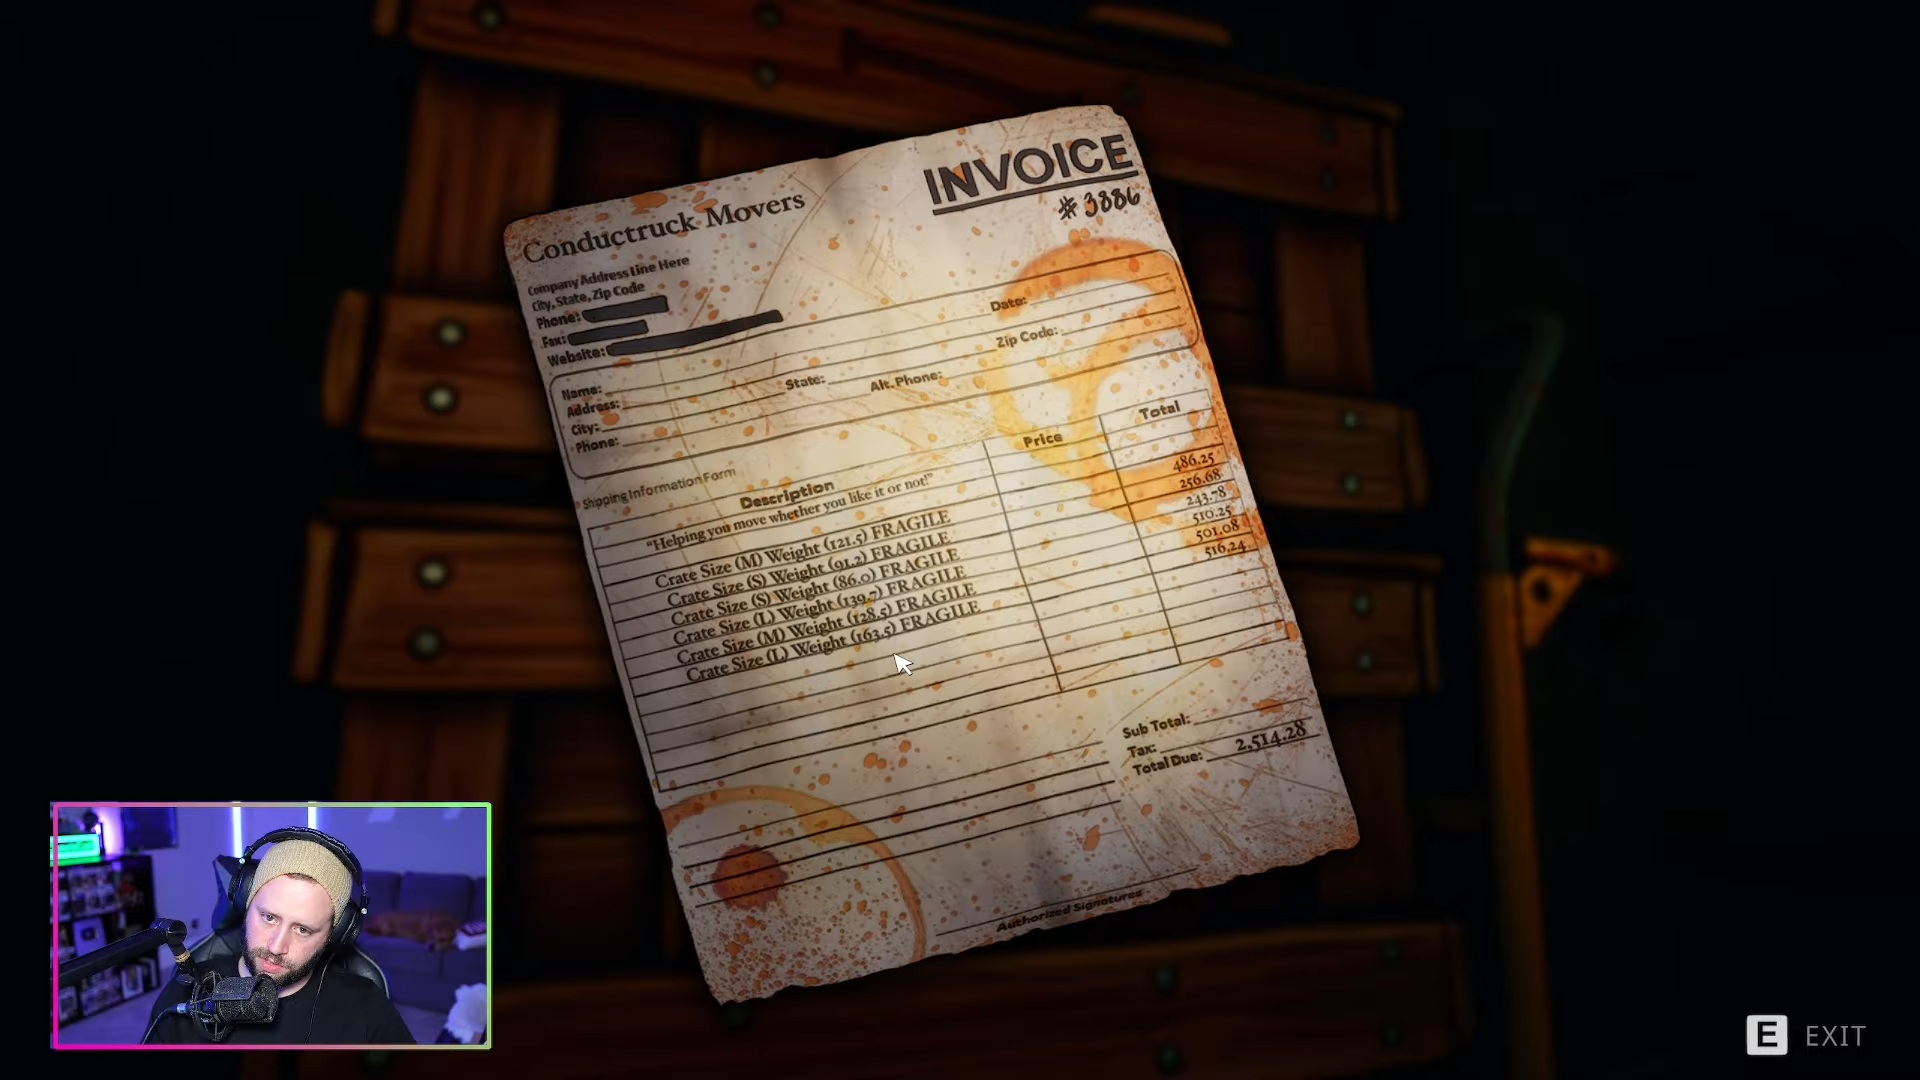 INVOICE
#3886
Conductruck Movers
Company Address Line Here
City, State, Zip Code
Phone:
Fax:
Website:
Date:
Zip Code:
Name:
Address:
State:
Alt. Phone:
City:
Phone:
Shipping Information Form
Description
Price
Total
"Helping you move whether you like it or not!"
Crate Size (M) Weight (121.5) FRAGILE 486.25
Crate Size (S) Weight (91.2) FRAGILE 256.68
Crate Size (S) Weight (86.0) FRAGILE 243.78
Crate Size (L) Weight (139.7) FRAGILE 510.25
Crate Size (M) Weight (128.5) FRAGILE 501.08
Crate Size (L) Weight (163.5) FRAGILE 516.24
Sub Total:
Tax:
Total Due: 2,514.28
Authorized Signatures
E EXIT